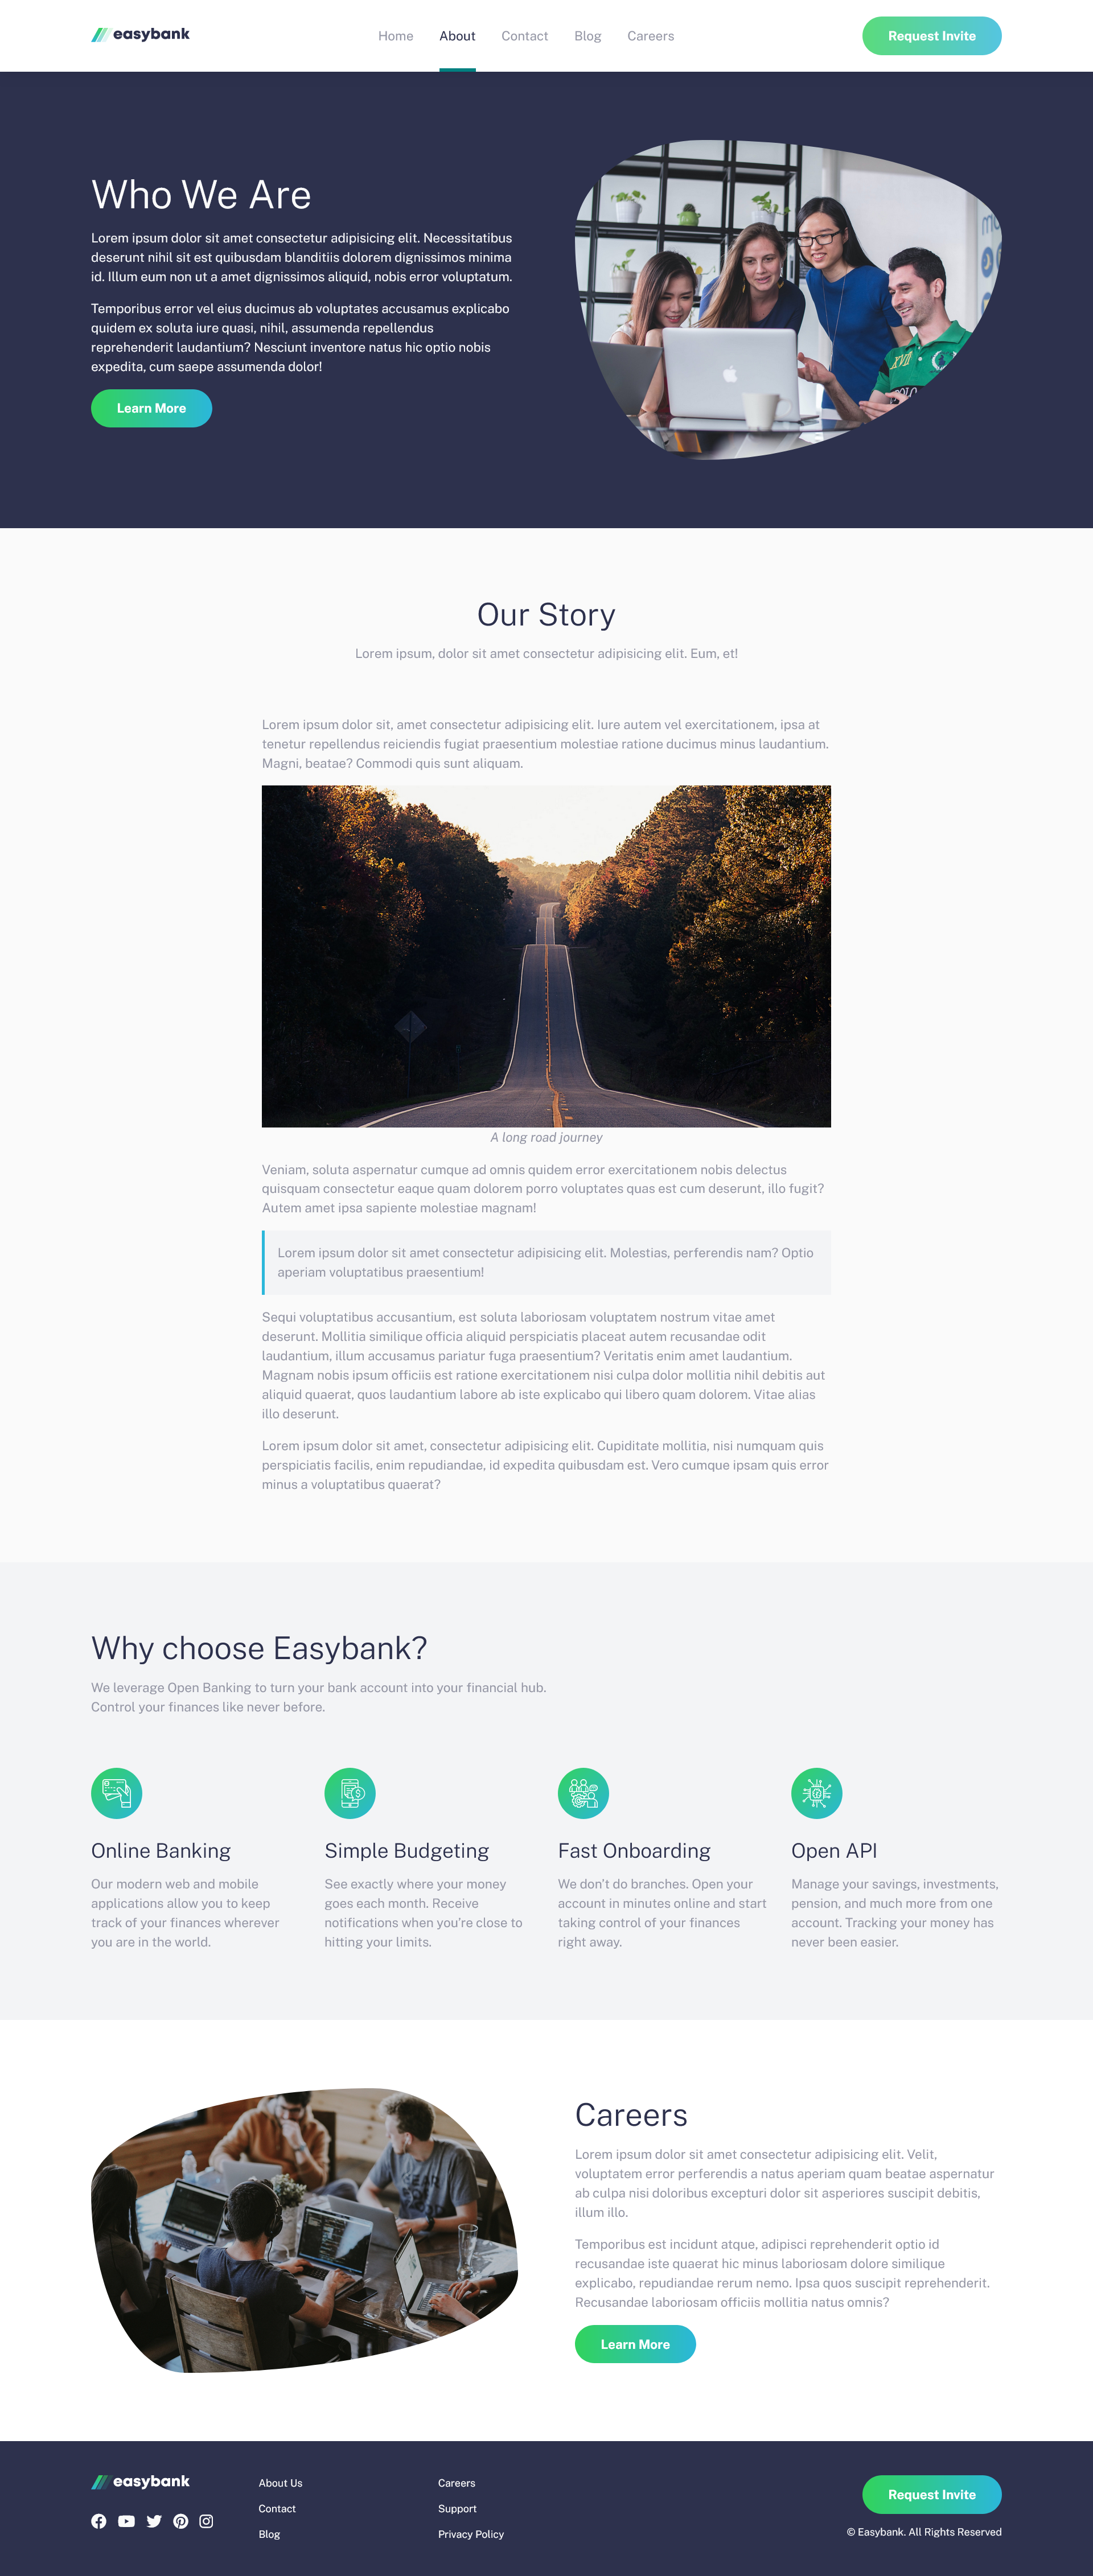 easybank
Home About Contact Blog Careers
Request Invite
Who We Are
Lorem ipsum dolor sit amet consectetur adipisicing elit. Necessitatibus
deserunt nihil sit est quibusdam blanditiis dolorem dignissimos minima
id. Illum eum non ut a amet dignissimos aliquid, nobis error voluptatum.
Temporibus error vel eius ducimus ab voluptates accusamus explicabo
quidem ex soluta iure quasi, nihil, assumenda repellendus
reprehenderit laudantium? Nesciunt inventore natus hic optio nobis
expedita, cum saepe assumenda dolor!
Learn More
Our Story
Lorem ipsum, dolor sit amet consectetur adipisicing elit. Eum, et!
Lorem ipsum dolor sit, amet consectetur adipisicing elit. Iure autem vel exercitationem, ipsa at
tenetur repellendus reiciendis fugiat praesentium molestiae ratione ducimus minus laudantium.
Magni, beatae? Commodi quis sunt aliquam.
A long road journey
Veniam, soluta aspernatur cumque ad omnis quidem error exercitationem nobis delectus
quisquam consectetur eaque quam dolorem porro voluptates quas est cum deserunt, illo fugit?
Autem amet ipsa sapiente molestiae magnam!
Lorem ipsum dolor sit amet consectetur adipisicing elit. Molestias, perferendis nam? Optio
aperiam voluptatibus praesentium!
Sequi voluptatibus accusantium, est soluta laboriosam voluptatem nostrum vitae amet
deserunt. Mollitia similique officia aliquid perspiciatis placeat autem recusandae odit
laudantium, illum accusamus pariatur fuga praesentium? Veritatis enim amet laudantium.
Magnam nobis ipsum officiis est ratione exercitationem nisi culpa dolor mollitia nihil debitis aut
aliquid quaerat, quos laudantium labore ab iste explicabo qui libero quam dolorem. Vitae alias
illo deserunt.
Lorem ipsum dolor sit amet, consectetur adipisicing elit. Cupiditate mollitia, nisi numquam quis
perspiciatis facilis, enim repudiandae, id expedita quibusdam est. Vero cumque ipsam quis error
minus a voluptatibus quaerat?
Why choose Easybank?
We leverage Open Banking to turn your bank account into your financial hub.
Control your finances like never before.
Online Banking
Our modern web and mobile
applications allow you to keep
track of your finances wherever
you are in the world.
Simple Budgeting
See exactly where your money
goes each month. Receive
notifications when you're close to
hitting your limits.
Fast Onboarding
We don't do branches. Open your
account in minutes online and start
taking control of your finances
right away.
Open API
Manage your savings, investments,
pension, and much more from one
account. Tracking your money has
never been easier.
Careers
Lorem ipsum dolor sit amet consectetur adipisicing elit. Velit,
voluptatem error perferendis a natus aperiam quam beatae aspernatur
ab culpa nisi doloribus excepturi dolor sit asperiores suscipit debitis,
illum illo.
Temporibus est incidunt atque, adipisci reprehenderit optio id
recusandae iste quaerat hic minus laboriosam dolore similique
explicabo, repudiandae rerum nemo. Ipsa quos suscipit reprehenderit.
Recusandae laboriosam officiis mollitia natus omnis?
Learn More
easybank
About Us
Contact
Blog
Careers
Support
Privacy Policy
Request Invite
© Easybank. All Rights Reserved